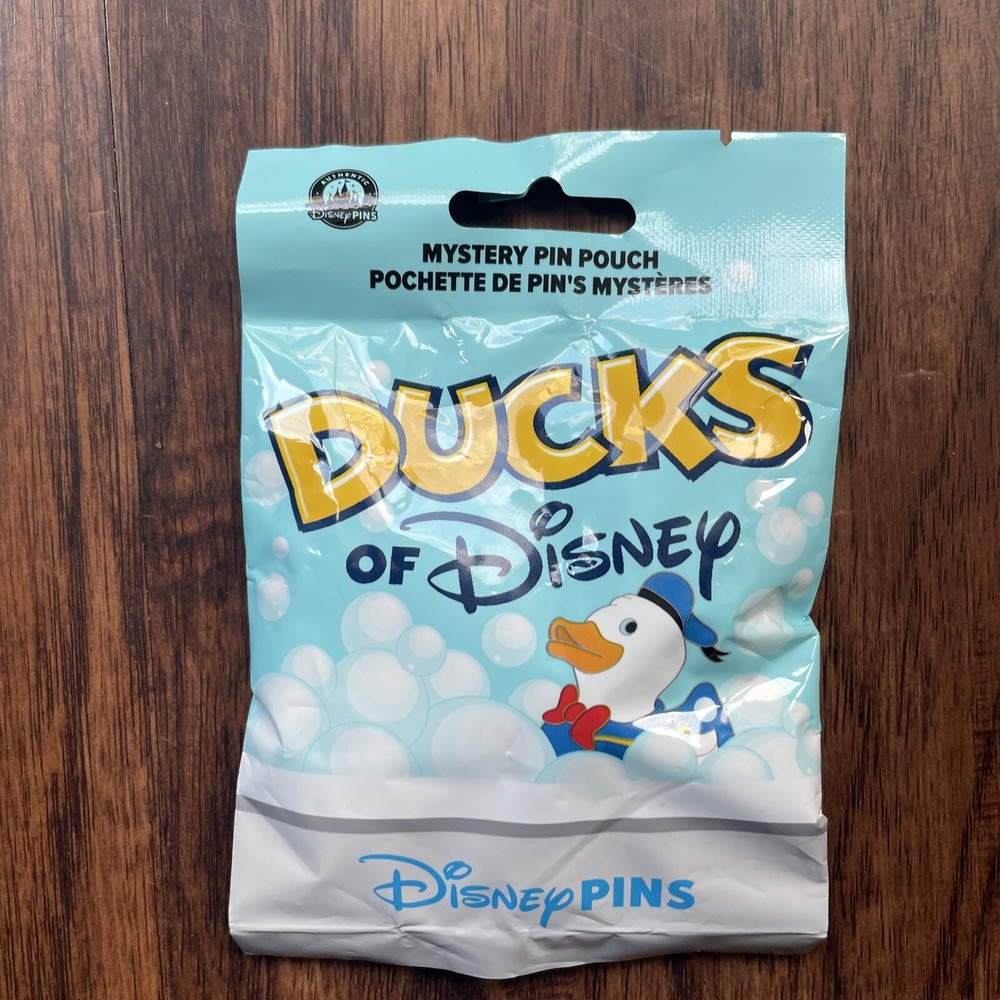 AUTHENTIC
Disney PINS
MYSTERY PIN POUCH
POCHETTE DE PIN'S MYSTÈRES
DUCKS
OF Disney
Disney PINS